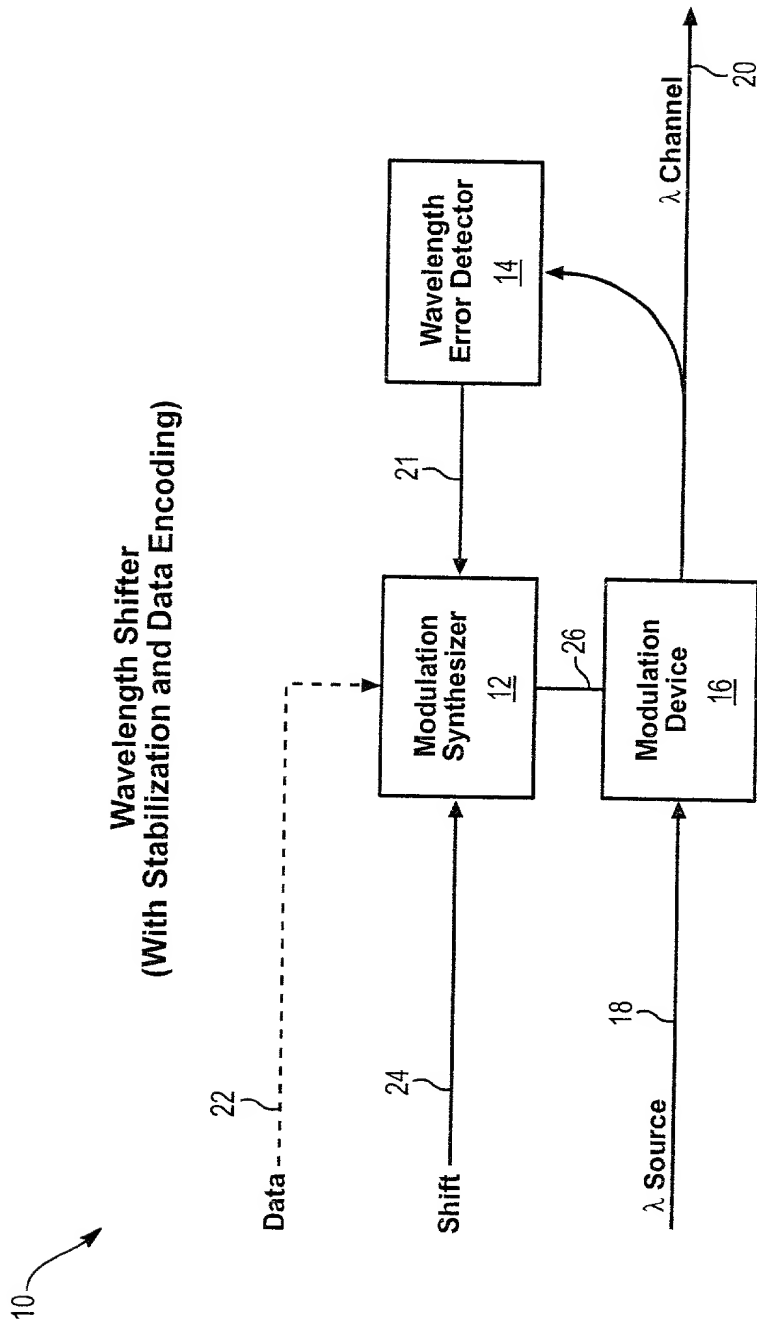 10
Wavelength Shifter
(With Stabilization and Data Encoding)
Data
22
Shift
24
Modulation
Synthesizer
12
21
Wavelength
Error Detector
14
26
λ Source
18
Modulation
Device
16
λ Channel
20